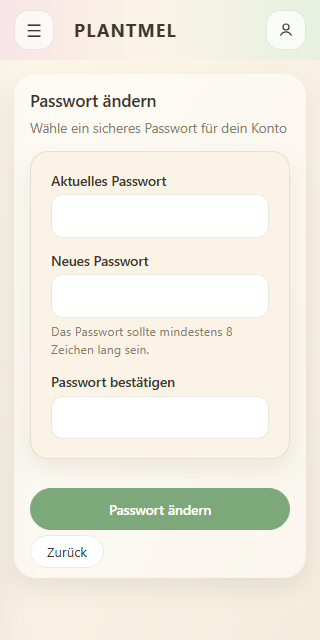 PLANTMEL
Passwort ändern
Wähle ein sicheres Passwort für dein Konto
Aktuelles Passwort
Neues Passwort
Das Passwort sollte mindestens 8
Zeichen lang sein.
Passwort bestätigen
Passwort ändern
Zurück